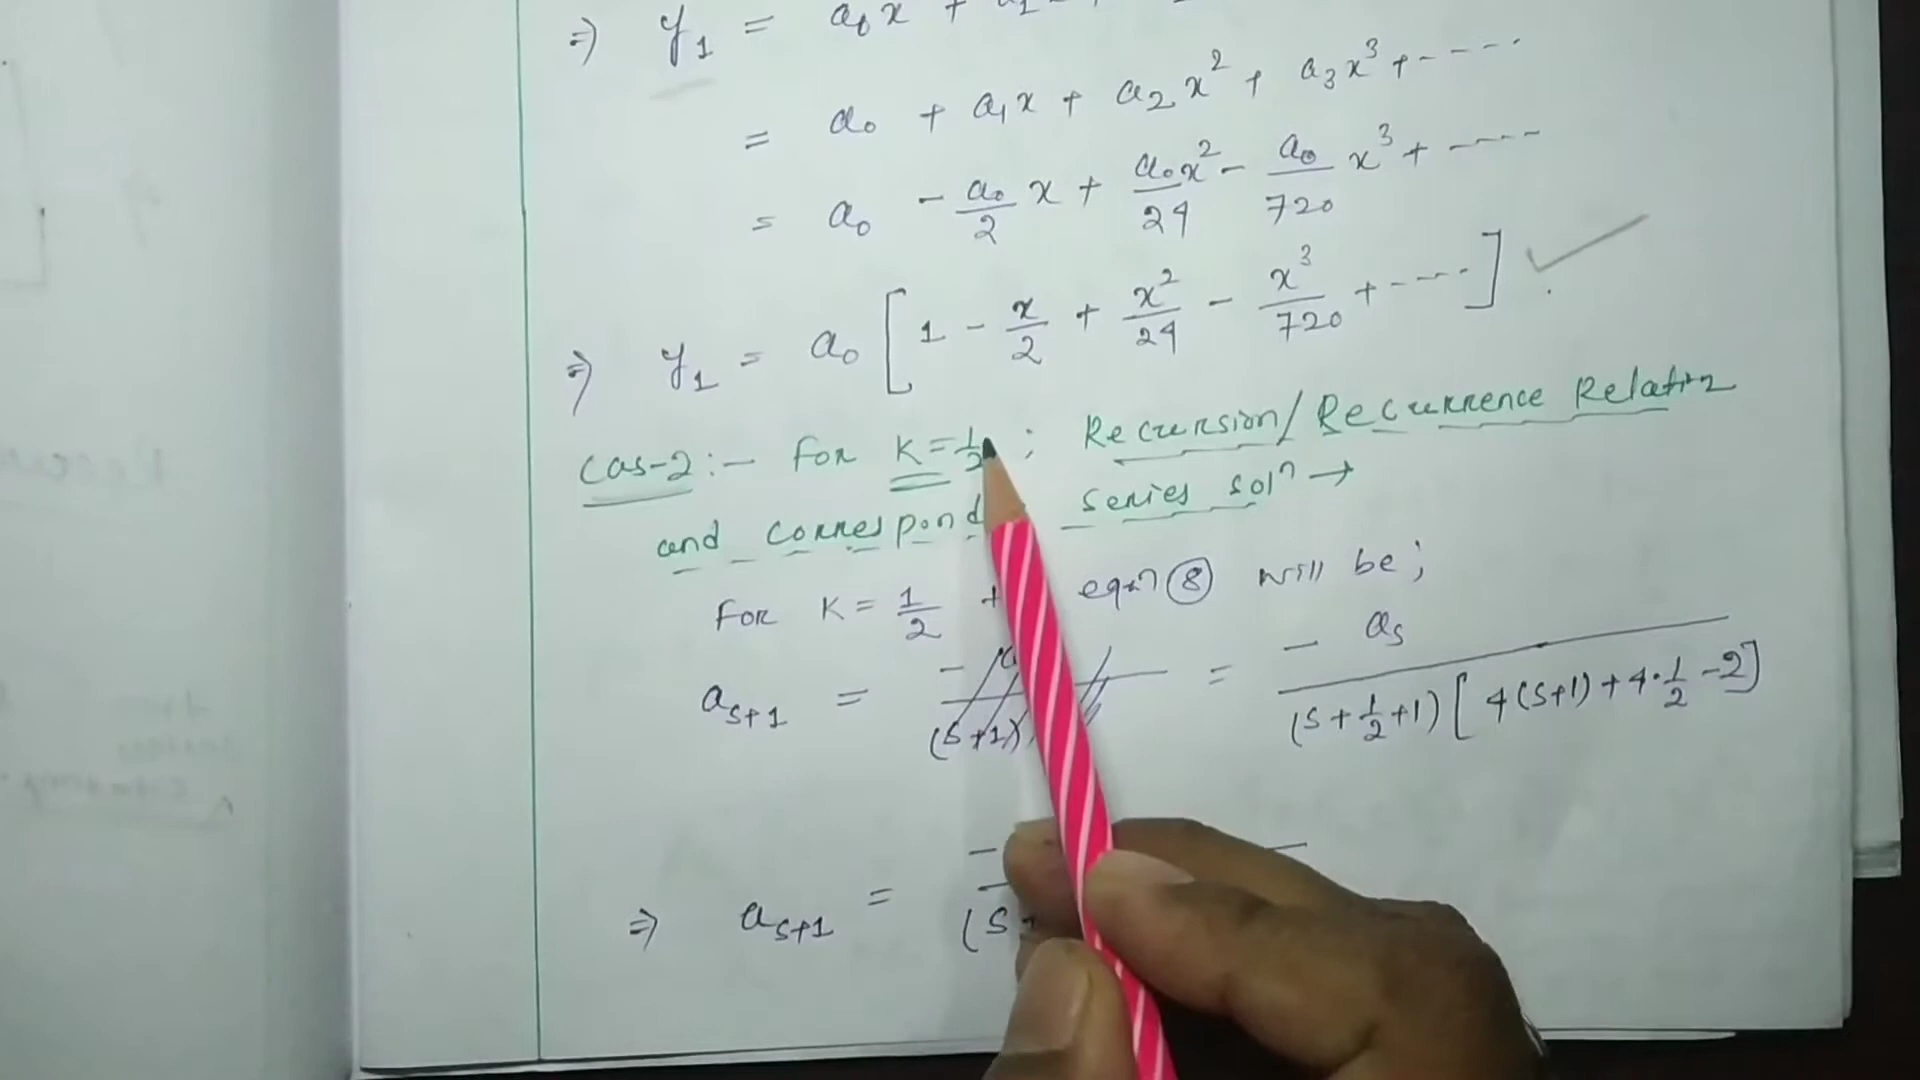 ⇒ y₁ = a₀x + a₁
= a₀ + a₁x + a₂x² + a₃x³ + ----
= a₀ - a₀/2 x + a₀x²/24 - a₀/720 x³ + ----
⇒ y₁ = a₀ [1 - x/2 + x²/24 - x³/720 + ----] ✓
Cas-2:- For K=1/2; Recursion/Recurrence Relation
and correspond series solⁿ →
For K = 1/2 eqⁿ ⑧ will be;
a_{s+1} = = - a_s / (s + 1/2 + 1) [4(s+1) + 4·1/2 - 2]
⇒ a_{s+1} = - (s